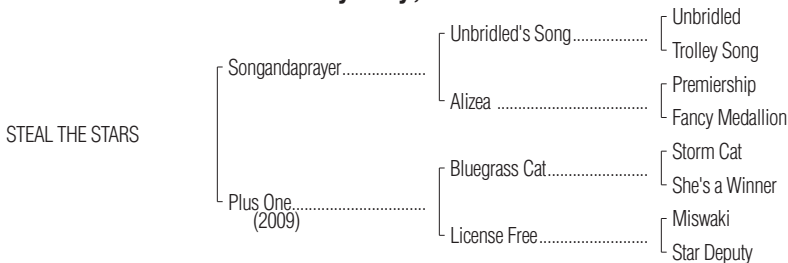 Unbridled
Unbridled's Song..................
Trolley Song
Songandaprayer....................
Premiership
Alizea ....................................
Fancy Medallion
STEAL THE STARS
Storm Cat
Bluegrass Cat........................
She's a Winner
Plus One................................
(2009)
Miswaki
License Free..........................
Star Deputy